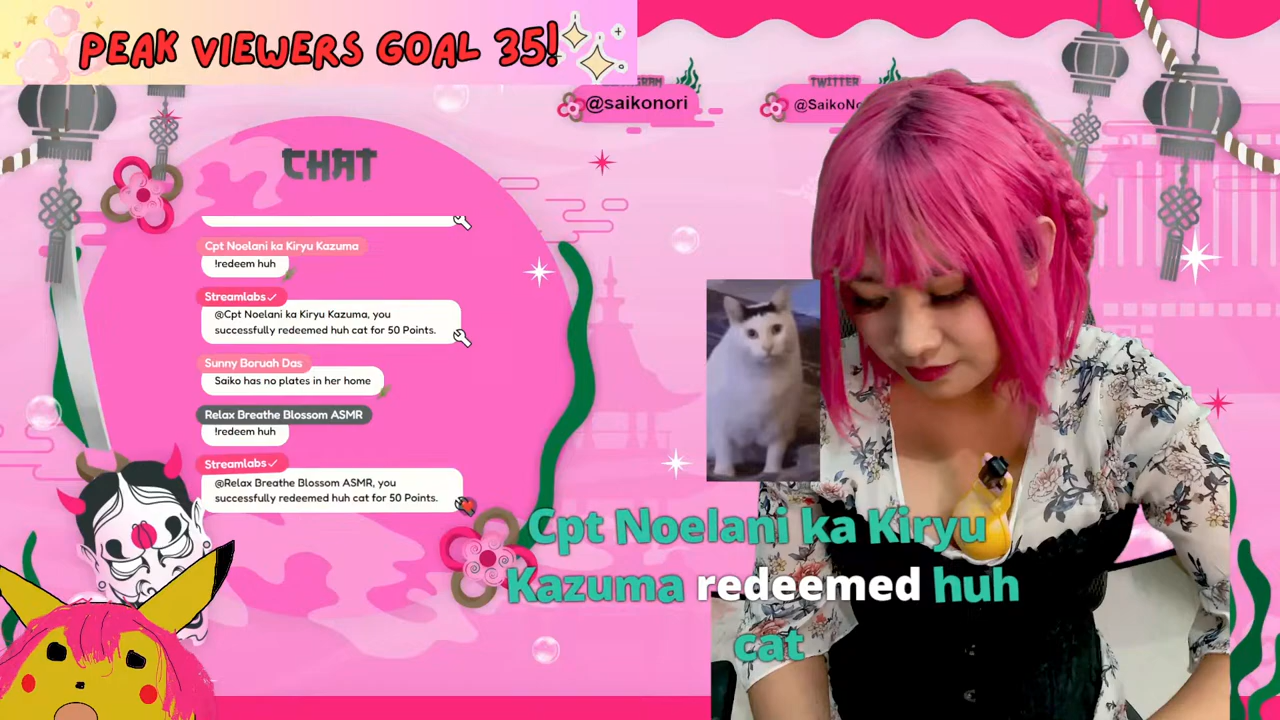 PEAK VIEWERS GOAL 35!
TWITTER
@saikonori
@SaikoNo
CHAT
Cpt Noelani ka Kiryu Kazuma
!redeem huh
Streamlabs
@Cpt Noelani ka Kiryu Kazuma, you
successfully redeemed huh cat for 50 Points.
Sunny Boruah Das
Saiko has no plates in her home
Relax Breathe Blossom ASMR
!redeem huh
Streamlabs
@Relax Breathe Blossom ASMR, you
successfully redeemed huh cat for 50 Points.
Cpt Noelani ka Kiryu
Kazuma redeemed huh
cat